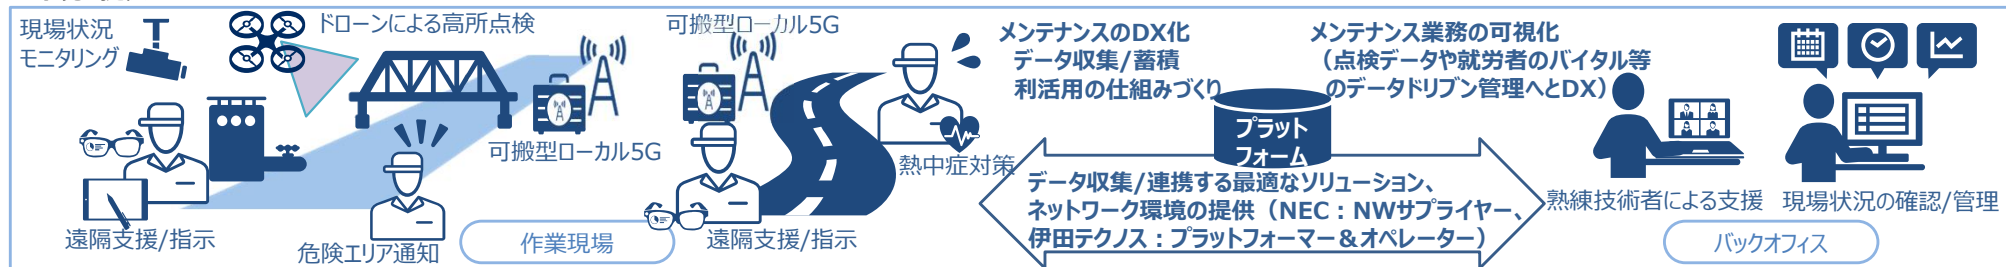 現場状況
モニタリング
ドローンによる高所点検
可搬型ローカル5G
遠隔支援/指示
危険エリア通知
作業現場
可搬型ローカル5G
遠隔支援/指示
熱中症対策
メンテナンスのDX化
データ収集/蓄積
利活用の仕組みづくり
メンテナンス業務の可視化
（点検データや就労者のバイタル等
のデータドリブン管理へとDX）
プラット
フォーム
データ収集/連携する最適なソリューション、
ネットワーク環境の提供（NEC：NWサプライヤー、
伊田テクノス：プラットフォーマー＆オペレーター）
熟練技術者による支援
現場状況の確認/管理
バックオフィス